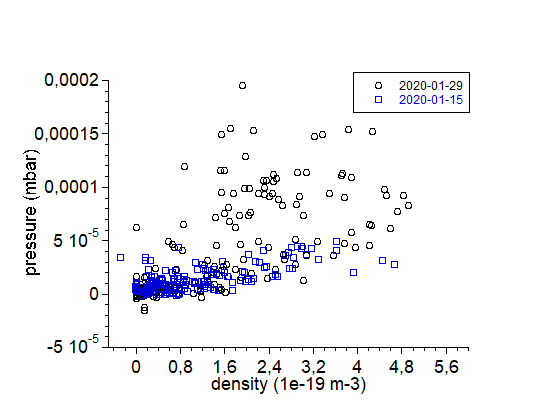 2020-01-29
2020-01-15
0,0002
0,00015
0,0001
5 10-5
0
-5 10-5
pressure (mbar)
0 0,8 1,6 2,4 3,2 4 4,8 5,6
density (1e-19 m-3)